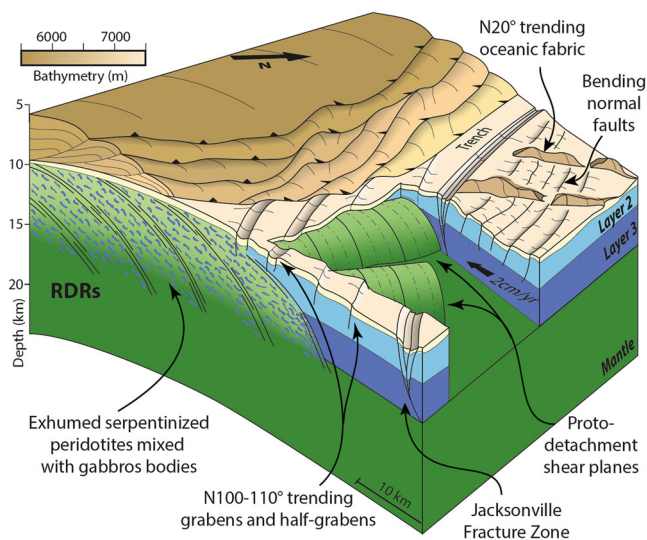 6000 7000
Bathymetry (m)
N
N20° trending
oceanic fabric
Bending
normal
faults
Trench
5
10
15
20
Depth (km)
Layer 2
Layer 3
2cm/yr
RDRs
Mantle
Exhumed serpentinized
peridotites mixed
with gabbros bodies
N100-110° trending
grabens and half-grabens
10 km
Jacksonville
Fracture Zone
Proto-
detachment
shear planes